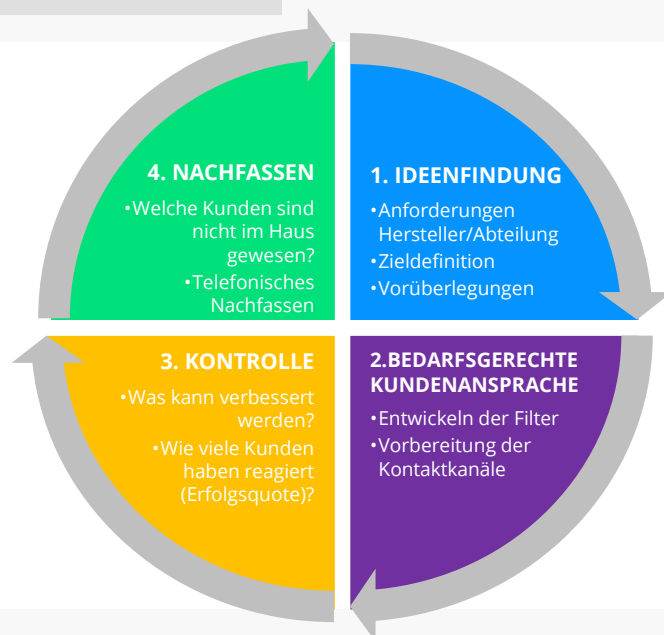 4. NACHFASSEN
•Welche Kunden sind
nicht im Haus
gewesen?
•Telefonisches
Nachfassen
1. IDEENFINDUNG
•Anforderungen
Hersteller/Abteilung
•Zieldefinition
•Vorüberlegungen
3. KONTROLLE
•Was kann verbessert
werden?
•Wie viele Kunden
haben reagiert
(Erfolgsquote)?
2.BEDARFSGERECHTE
KUNDENANSPRACHE
•Entwickeln der Filter
•Vorbereitung der
Kontaktkanäle